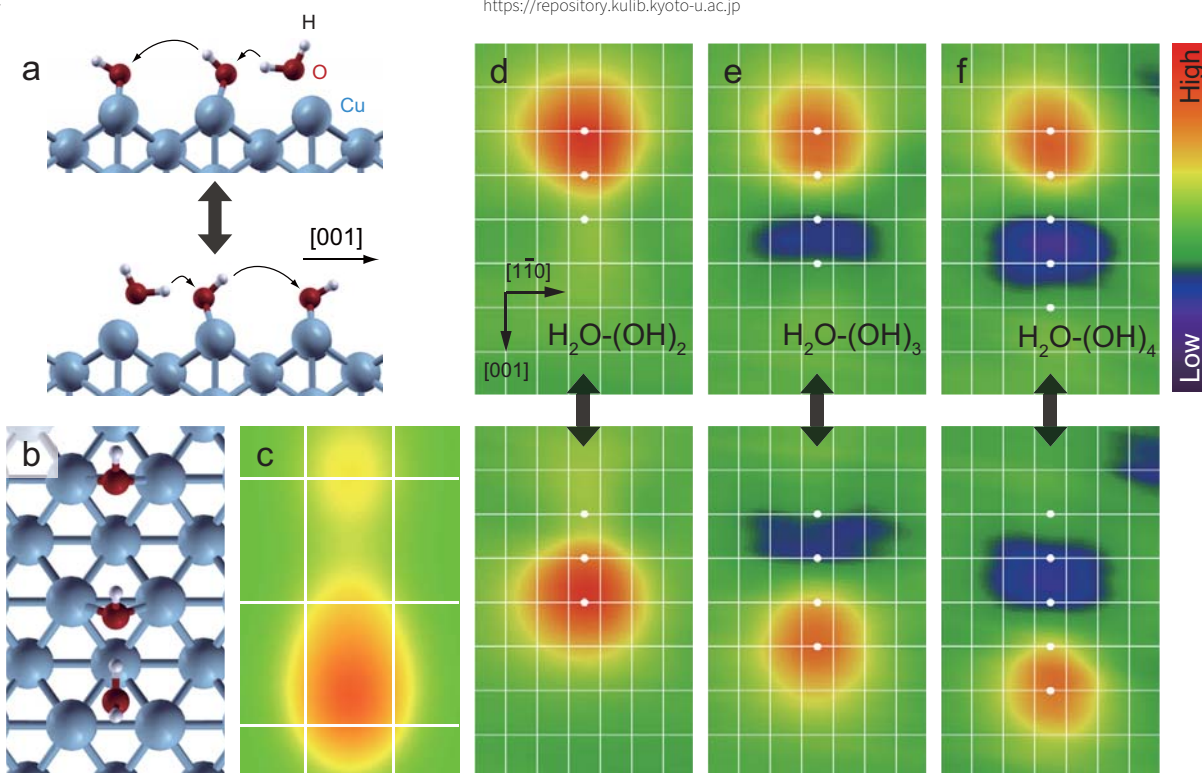 https://repository.kulib.kyoto-u.ac.jp
a
H
O
Cu
[001]
b
c
d
[11̅0]
[001]
H₂O-(OH)₂
e
H₂O-(OH)₃
f
H₂O-(OH)₄
High
Low